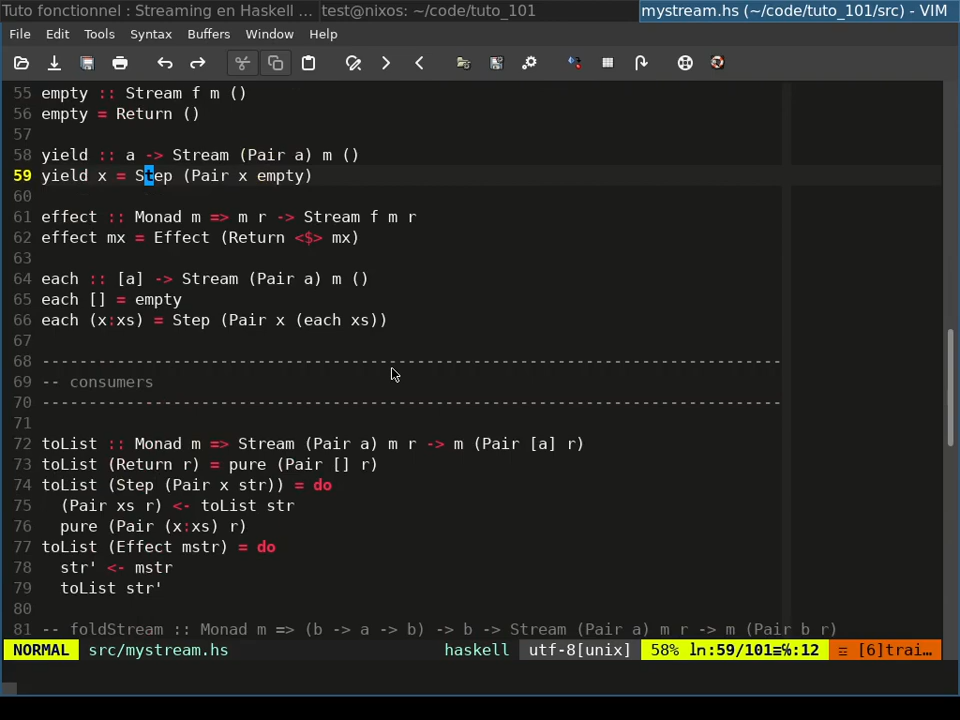 Tuto fonctionnel : Streaming en Haskell ... test@nixos: ~/code/tuto_101 mystream.hs (~/code/tuto_101/src) - VIM
File Edit Tools Syntax Buffers Window Help
55 empty :: Stream f m ()
56 empty = Return ()
57
58 yield :: a -> Stream (Pair a) m ()
59 yield x = Step (Pair x empty)
60
61 effect :: Monad m => m r -> Stream f m r
62 effect mx = Effect (Return <$> mx)
63
64 each :: [a] -> Stream (Pair a) m ()
65 each [] = empty
66 each (x:xs) = Step (Pair x (each xs))
67
68 -------------------------------------------------------------------------------
69 -- consumers
70 -------------------------------------------------------------------------------
71
72 toList :: Monad m => Stream (Pair a) m r -> m (Pair [a] r)
73 toList (Return r) = pure (Pair [] r)
74 toList (Step (Pair x str)) = do
75   (Pair xs r) <- toList str
76   pure (Pair (x:xs) r)
77 toList (Effect mstr) = do
78   str' <- mstr
79   toList str'
80
81 -- foldStream :: Monad m => (b -> a -> b) -> b -> Stream (Pair a) m r -> m (Pair b r)
NORMAL src/mystream.hs haskell utf-8[unix] 58% ln:59/101≡℅:12 ☲ [6]trai...